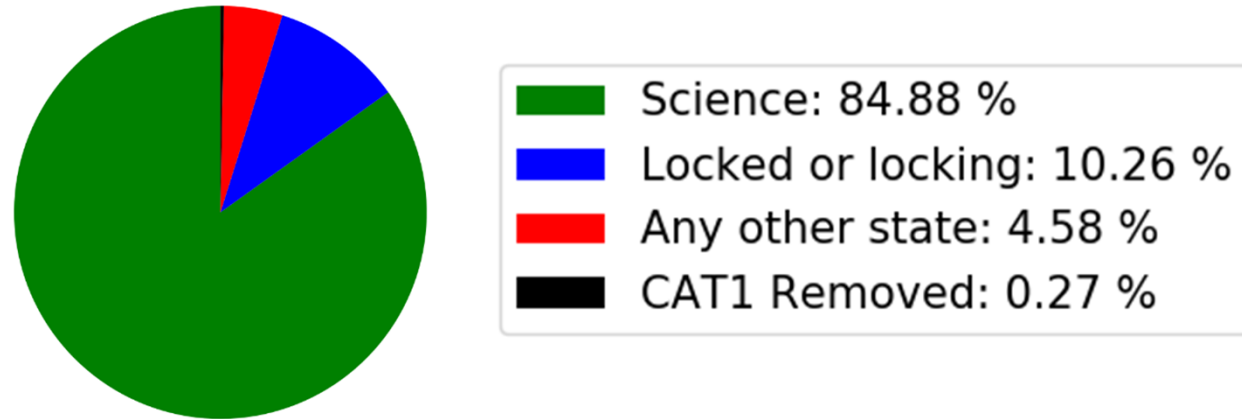 Science: 84.88 %
Locked or locking: 10.26 %
Any other state: 4.58 %
CAT1 Removed: 0.27 %